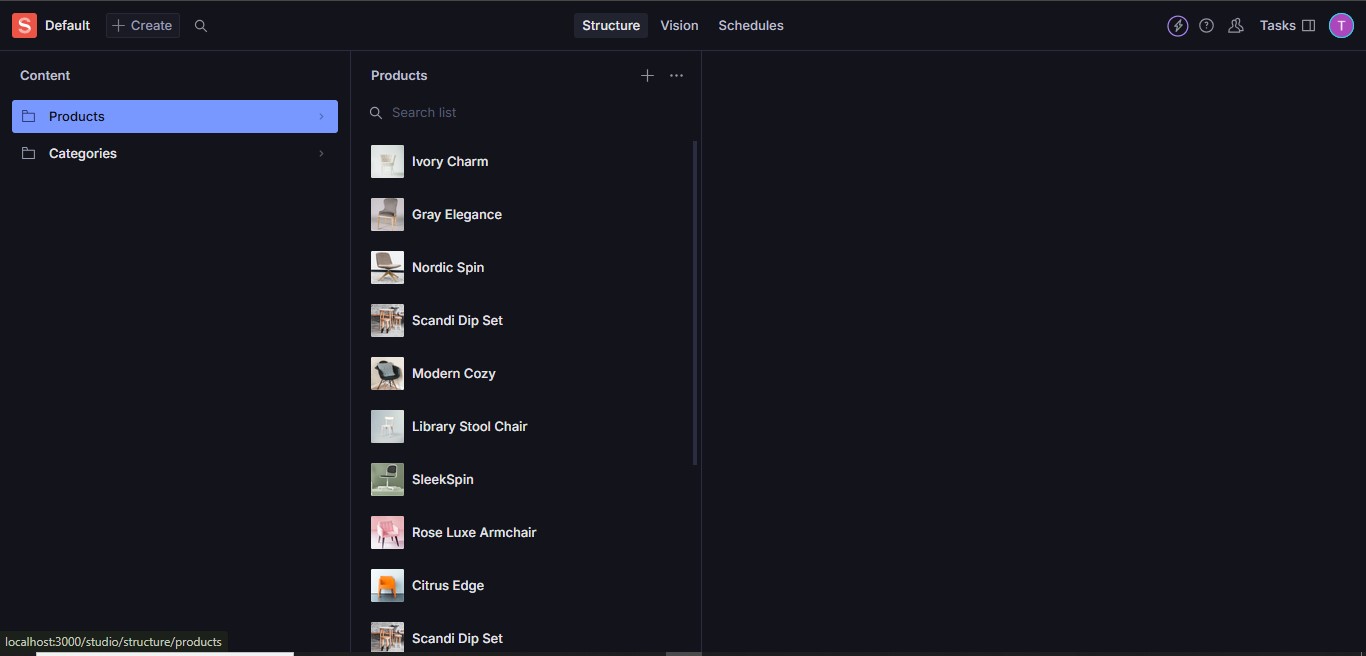 S Default Create Structure Vision Schedules Tasks T
Content
Products
Categories
Products
Search list
Ivory Charm
Gray Elegance
Nordic Spin
Scandi Dip Set
Modern Cozy
Library Stool Chair
SleekSpin
Rose Luxe Armchair
Citrus Edge
Scandi Dip Set
localhost:3000/studio/structure/products